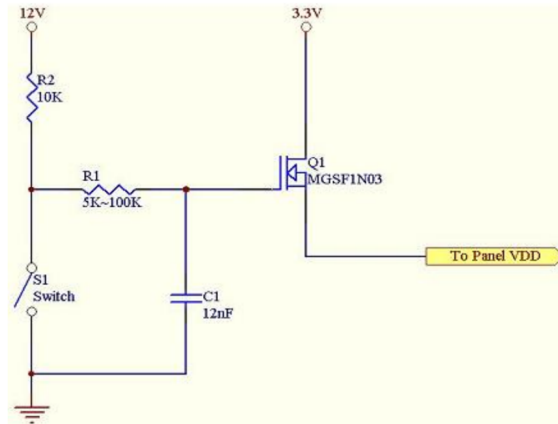 12V
3.3V
R2
10K
R1
5K~100K
Q1
MGSF1N03
To Panel VDD
S1
Switch
C1
12nF